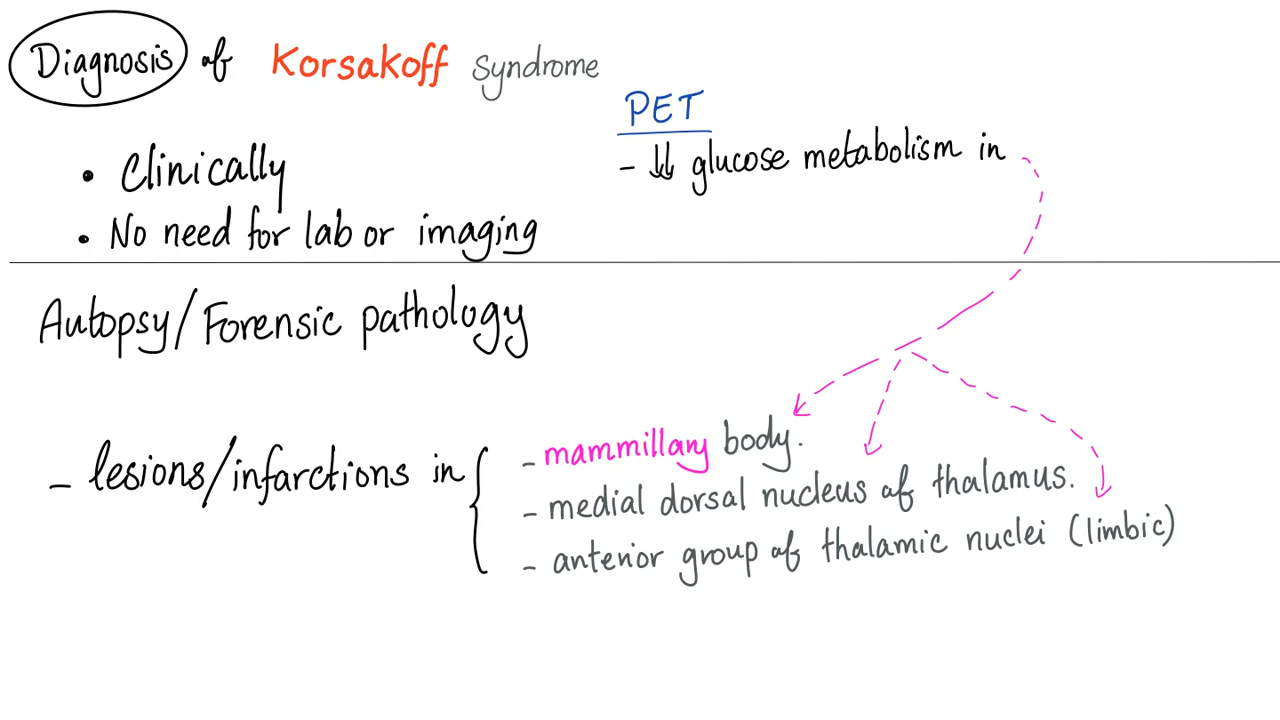 Diagnosis of Korsakoff Syndrome
• Clinically
• No need for lab or imaging
PET
- ↓↓ glucose metabolism in
Autopsy/Forensic pathology
- lesions/infarctions in {
- mammillary body.
- medial dorsal nucleus of thalamus.
- anterior group of thalamic nuclei (limbic)